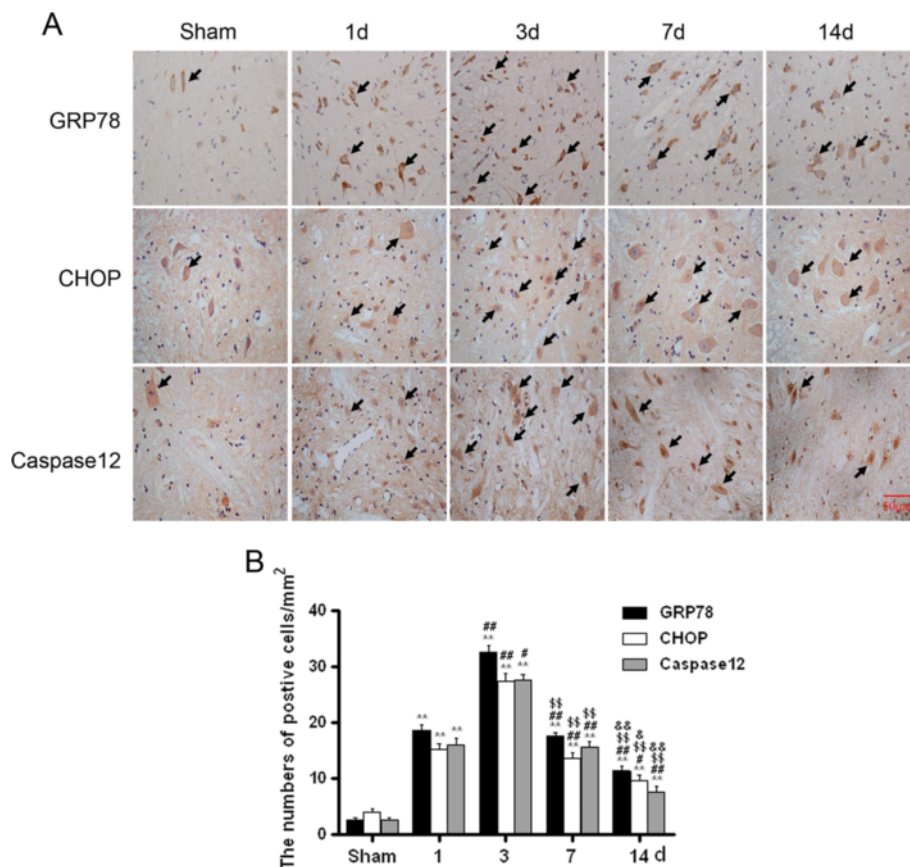 A
Sham 1d 3d 7d 14d
GRP78
CHOP
Caspase12
50μm
B
The numbers of postive cells/mm²
40
30
20
10
0
GRP78
CHOP
Caspase12
** ** **
## ## #
** ** **
$$ $$ $$
## ## ##
** ** **
&& & &&
$$ $$ $$
## # ##
** ** **
Sham 1 3 7 14 d